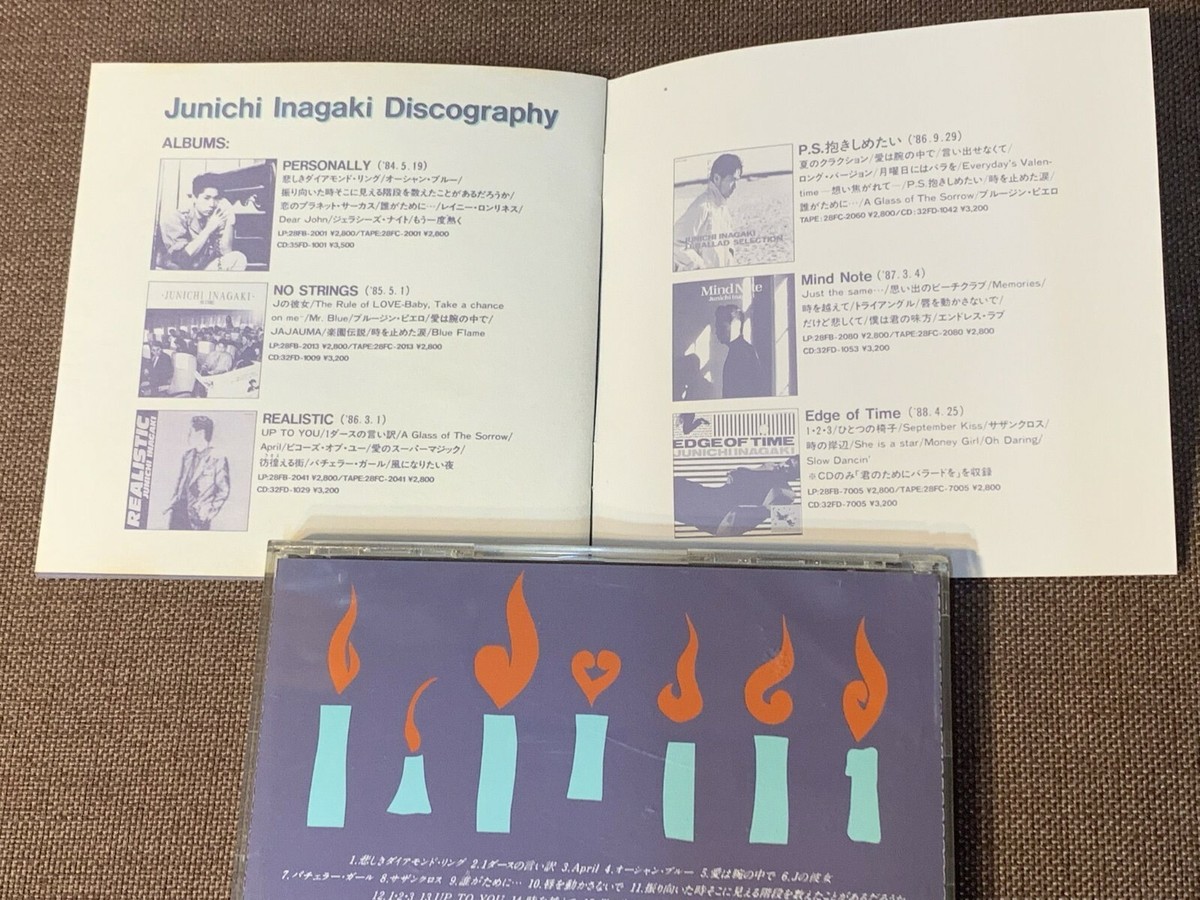 Junichi Inagaki Discography
ALBUMS:
PERSONALLY ('84.5.19)
悲しきダイアモンド・リング/オーシャン・ブルー/
振り向いた時そこに見える階段を数えたことがあるだろうか/
恋のプラネット・サーカス/誰がために…/レイニー・ロンリネス/
Dear John/ジェラシーズ・ナイト/もう一度熱く
LP:28FB-2001 ¥2,800/TAPE:28FC-2001 ¥2,800
CD:35FD-1001 ¥3,500
JUNICHI INAGAKI
NO STRINGS ('85.5.1)
Jの彼女/The Rule of LOVE-Baby, Take a chance
on me-/Mr. Blue/ブルージン・ピエロ/愛は腕の中で/
JAJAUMA/楽園伝説/時を止めた涙/Blue Flame
LP:28FB-2013 ¥2,800/TAPE:28FC-2013 ¥2,800
CD:32FD-1009 ¥3,200
REALISTIC
JUNICHI INAGAKI
REALISTIC ('86.3.1)
UP TO YOU/1ダースの言い訳/A Glass of The Sorrow/
April/ビコーズ・オブ・ユー/愛のスーパーマジック/
彷徨える街/バチェラー・ガール/風になりたい夜
LP:28FB-2041 ¥2,800/TAPE:28FC-2041 ¥2,800
CD:32FD-1029 ¥3,200
JUNICHI INAGAKI
BALLAD SELECTION
P.S.抱きしめたい ('86.9.29)
夏のクラクション/愛は腕の中で/言い出せなくて/
ロング・バージョン/月曜日にはバラを/Everyday's Valen-
time—想い焦がれて—/P.S.抱きしめたい/時を止めた涙/
誰がために…/A Glass of The Sorrow/ブルージン・ピエロ
TAPE:28FC-2060 ¥2,800/CD:32FD-1042 ¥3,200
Mind Note
Mind Note ('87.3.4)
Just the same…/思い出のビーチクラブ/Memories/
時を越えて/トライアングル/唇を動かさないで/
だけど悲しくて/僕は君の味方/エンドレス・ラブ
LP:28FB-2080 ¥2,800/TAPE:28FC-2080 ¥2,800
CD:32FD-1053 ¥3,200
EDGE OF TIME
JUNICHI INAGAKI
Edge of Time ('88.4.25)
1・2・3/ひとつの椅子/September Kiss/サザンクロス/
時の岸辺/She is a star/Money Girl/Oh Daring/
Slow Dancin'
※CDのみ「君のためにバラードを」を収録
LP:28FB-7005 ¥2,800/TAPE:28FC-7005 ¥2,800
CD:32FD-7005 ¥3,200
1.悲しきダイアモンド・リング 2.1ダースの言い訳 3.April 4.オーシャン・ブルー 5.愛は腕の中で 6.Jの彼女
7.バチェラー・ガール 8.サザンクロス 9.誰がために… 10.唇を動かさないで 11.振り向いた時そこに見える階段を数えたことがあるだろうか
12.1・2・3 13.UP TO YOU